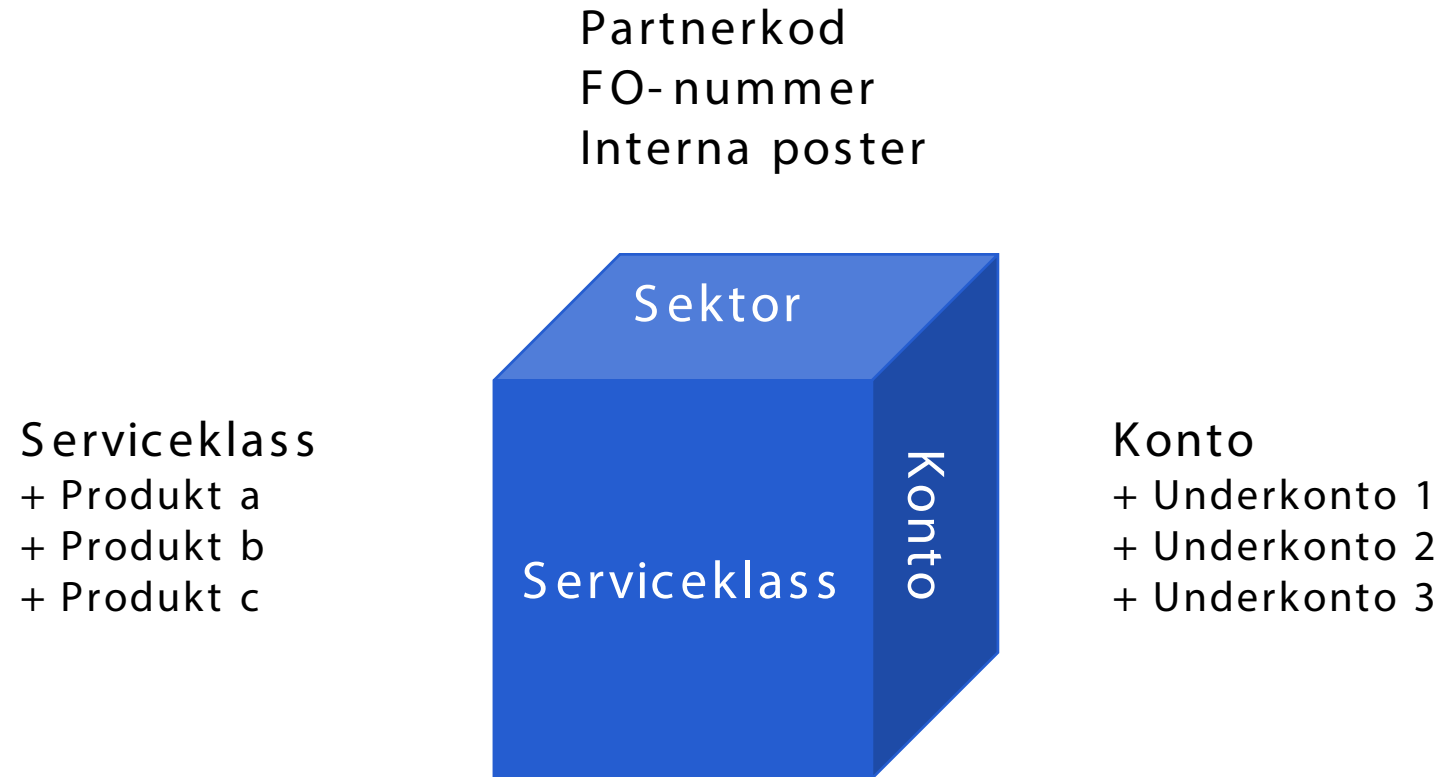 Partnerkod
FO-nummer
Interna poster
Sektor
Serviceklass
+ Produkt a
+ Produkt b
+ Produkt c
Serviceklass
Konto
Konto
+ Underkonto 1
+ Underkonto 2
+ Underkonto 3